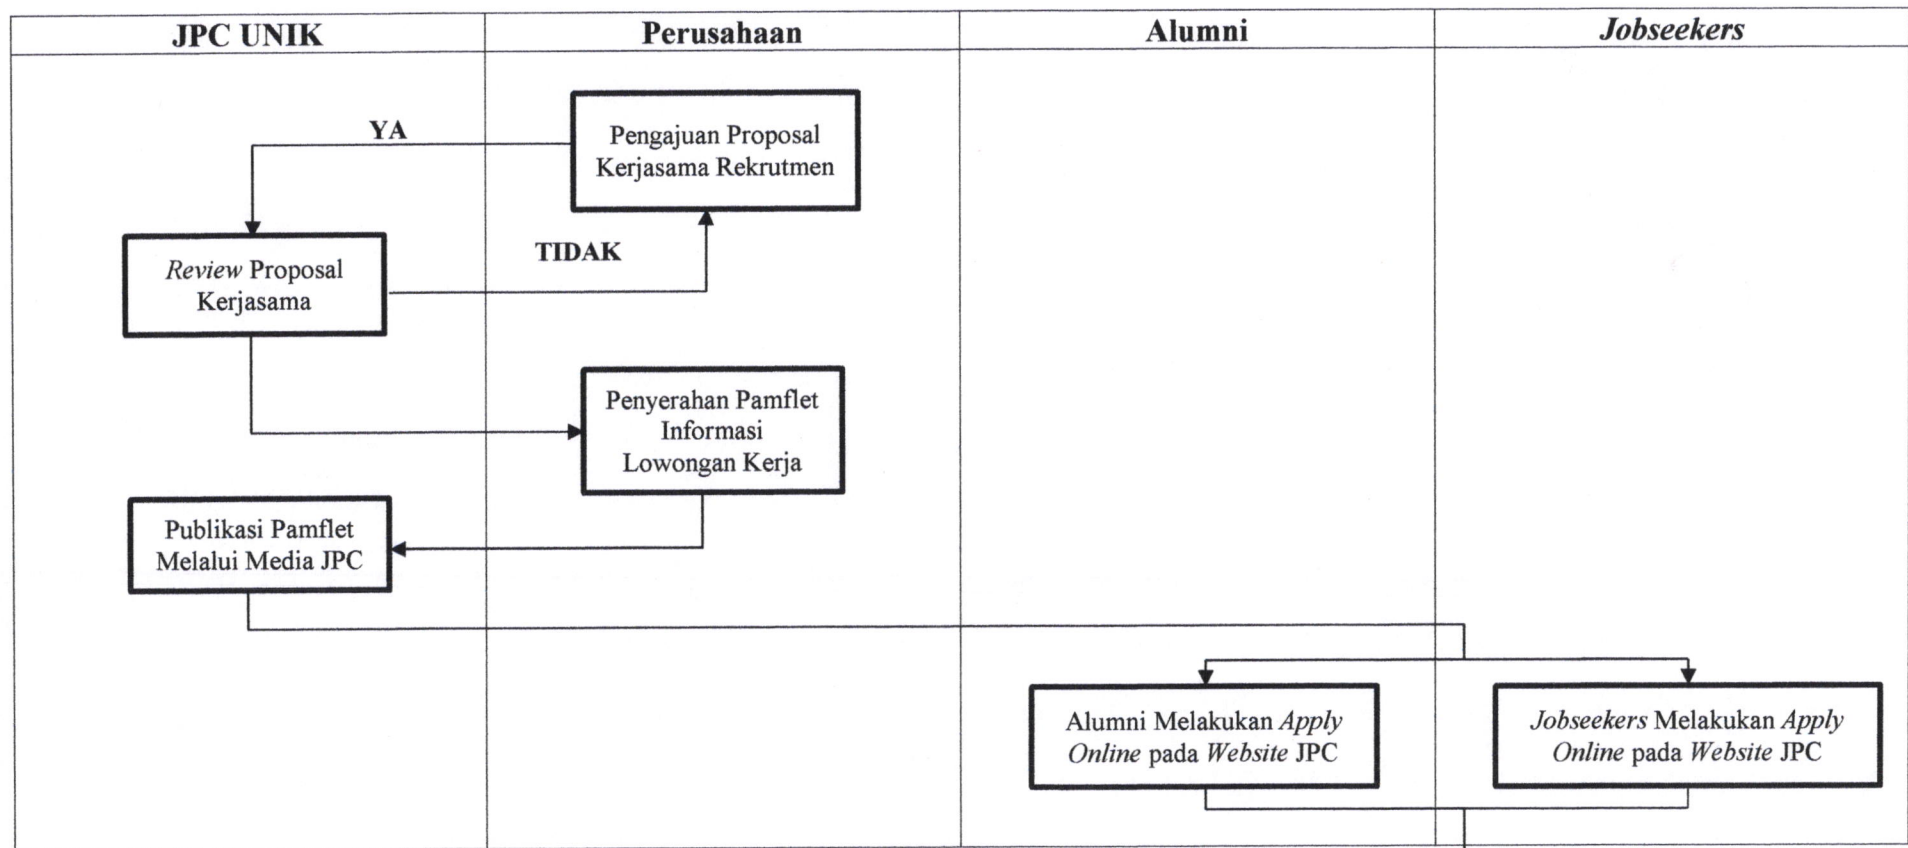 JPC UNIK
Perusahaan
Alumni
Jobseekers
YA
Pengajuan Proposal
Kerjasama Rekrutmen
Review Proposal
Kerjasama
TIDAK
Penyerahan Pamflet
Informasi
Lowongan Kerja
Publikasi Pamflet
Melalui Media JPC
Alumni Melakukan Apply
Online pada Website JPC
Jobseekers Melakukan Apply
Online pada Website JPC